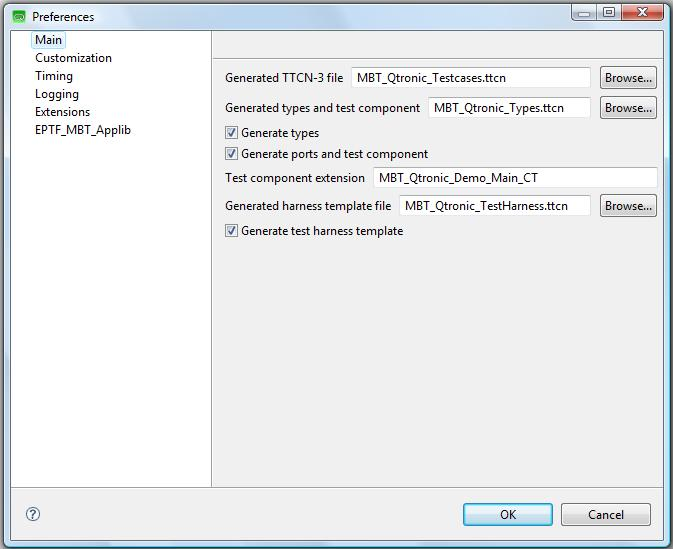 Preferences
Main
Customization
Timing
Logging
Extensions
EPTF_MBT_Applib
Generated TTCN-3 file MBT_Qtronic_Testcases.ttcn Browse...
Generated types and test component MBT_Qtronic_Types.ttcn Browse...
Generate types
Generate ports and test component
Test component extension MBT_Qtronic_Demo_Main_CT
Generated harness template file MBT_Qtronic_TestHarness.ttcn Browse...
Generate test harness template
? OK Cancel